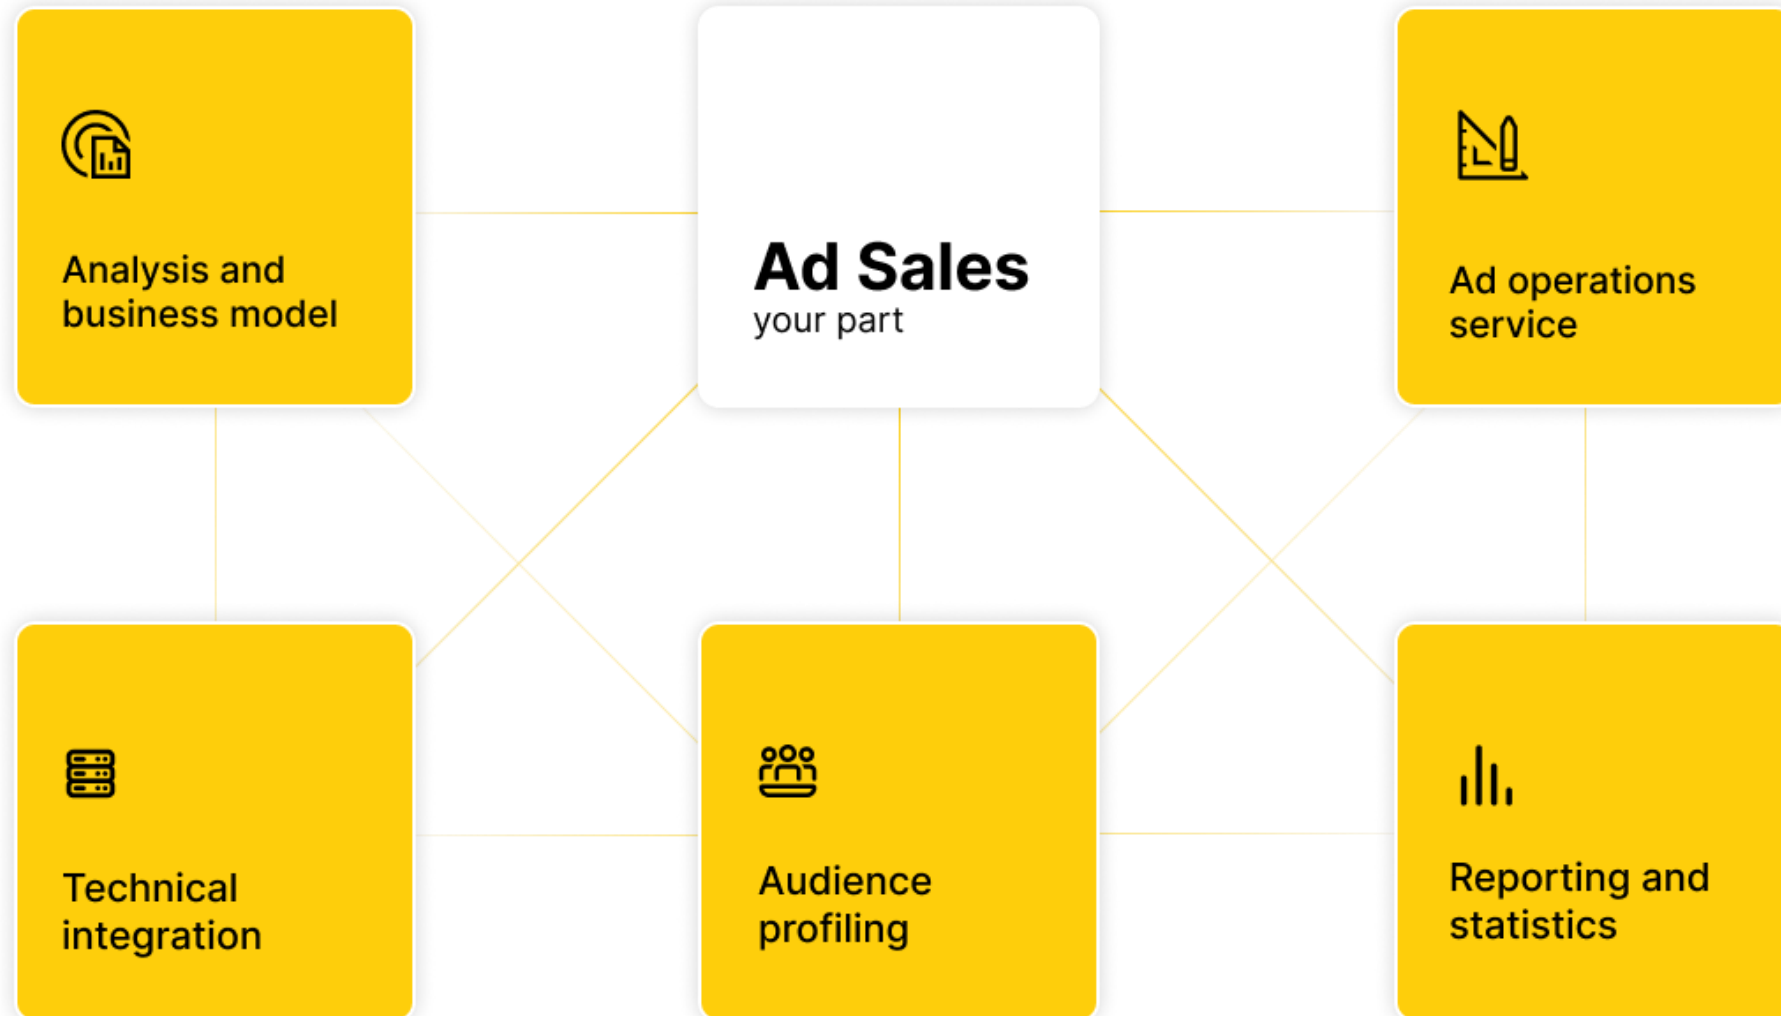 Analysis and
business model
Ad Sales
your part
Ad operations
service
Technical
integration
Audience
profiling
Reporting and
statistics